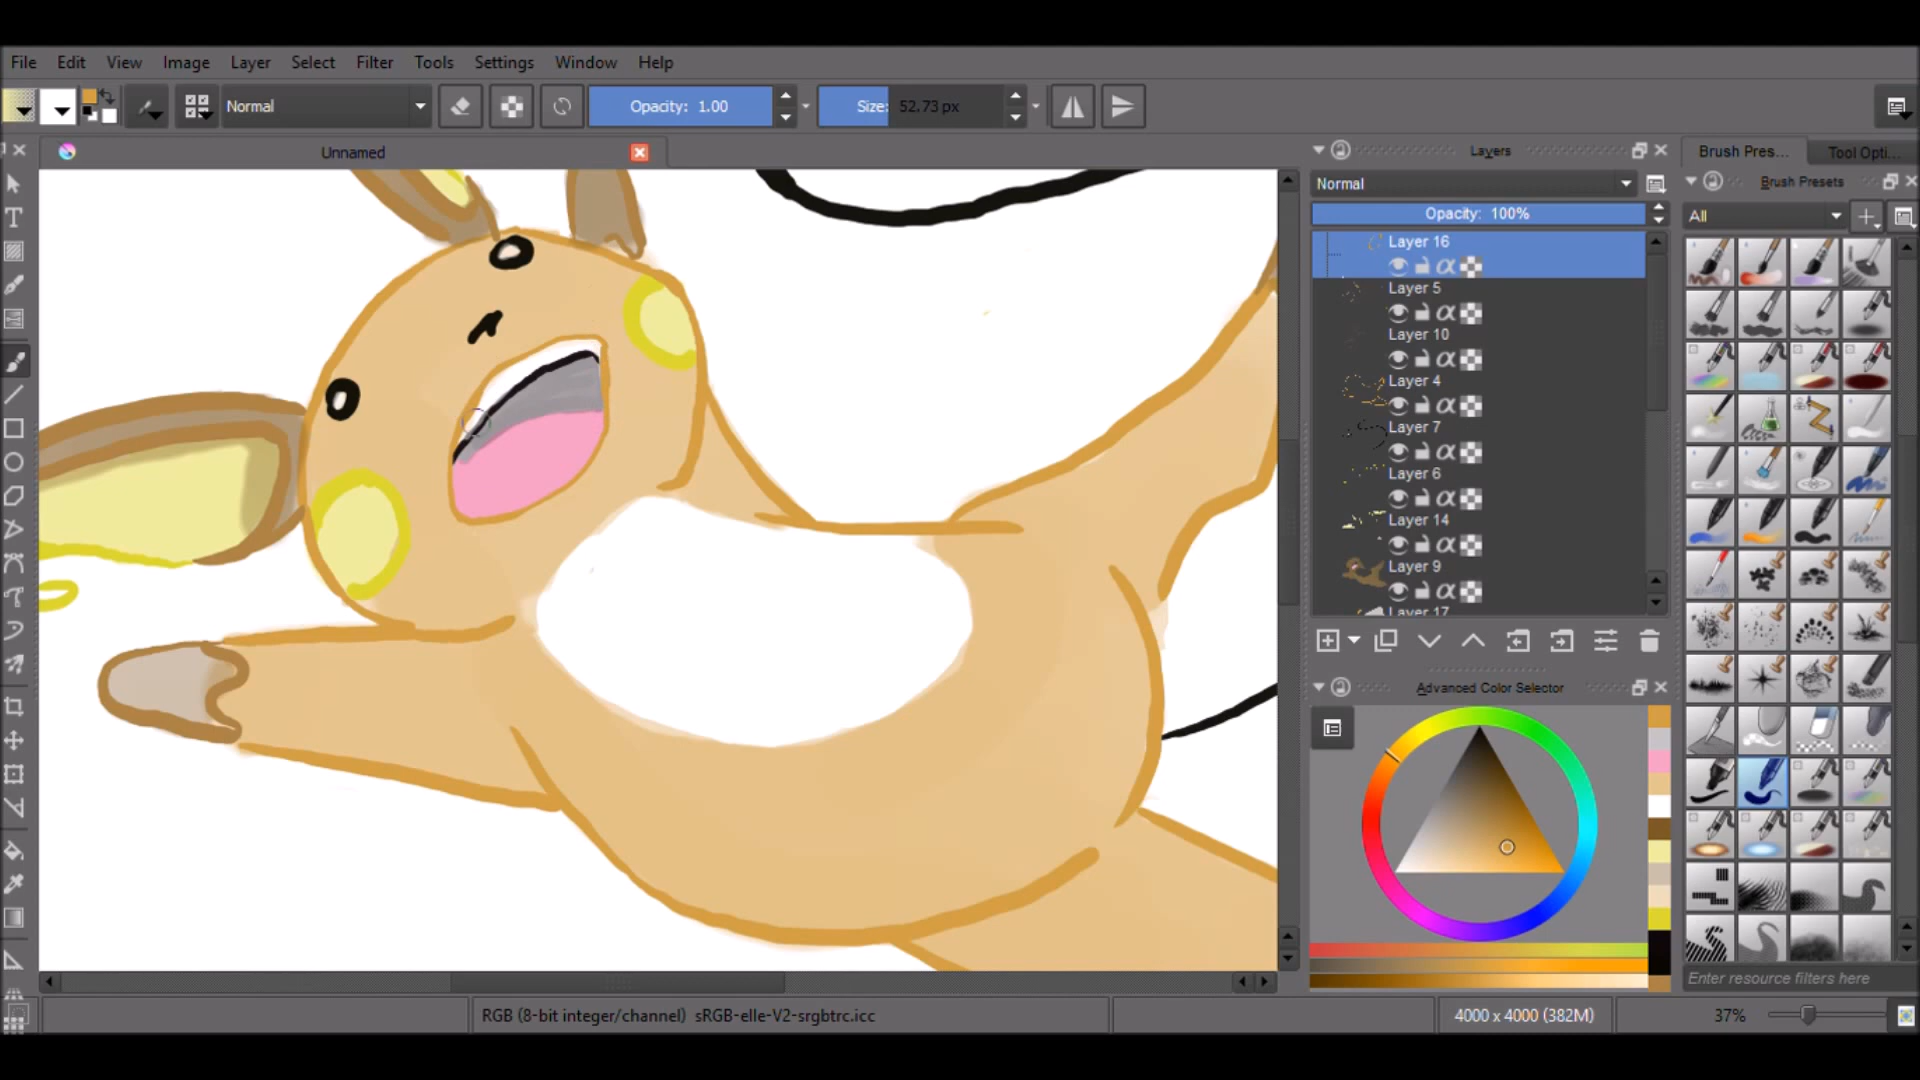 File Edit View Image Layer Select Filter Tools Settings Window Help
Normal Opacity: 1.00 Size: 52.73 px
Unnamed
Layers
Brush Pres... Tool Opti...
Brush Presets
Normal
Opacity: 100%
All
Layer 16
Layer 5
Layer 10
Layer 4
Layer 7
Layer 6
Layer 14
Layer 9
Layer 17
Advanced Color Selector
Enter resource filters here
RGB (8-bit integer/channel) sRGB-elle-V2-srgbtrc.icc
4000 x 4000 (382M)
37%